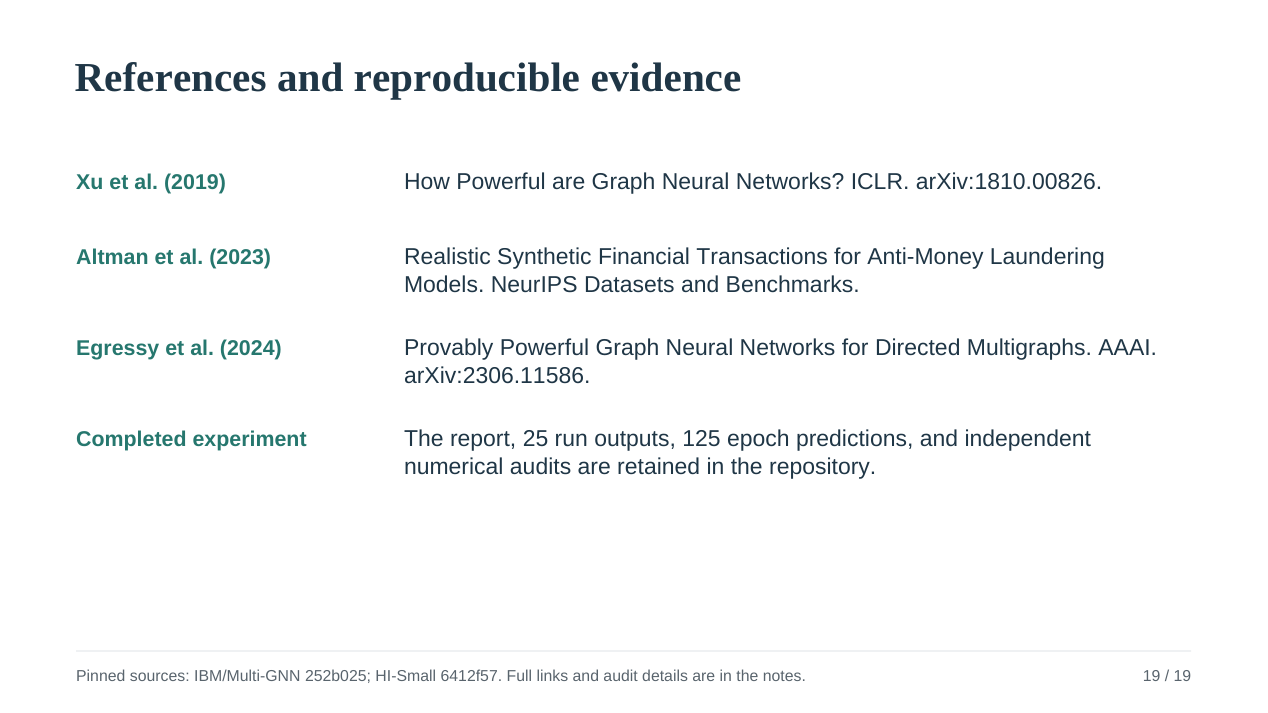 References and reproducible evidence
Xu et al. (2019)
How Powerful are Graph Neural Networks? ICLR. arXiv:1810.00826.
Altman et al. (2023)
Realistic Synthetic Financial Transactions for Anti-Money Laundering
Models. NeurIPS Datasets and Benchmarks.
Egressy et al. (2024)
Provably Powerful Graph Neural Networks for Directed Multigraphs. AAAI.
arXiv:2306.11586.
Completed experiment
The report, 25 run outputs, 125 epoch predictions, and independent
numerical audits are retained in the repository.
Pinned sources: IBM/Multi-GNN 252b025; HI-Small 6412f57. Full links and audit details are in the notes.
19 / 19